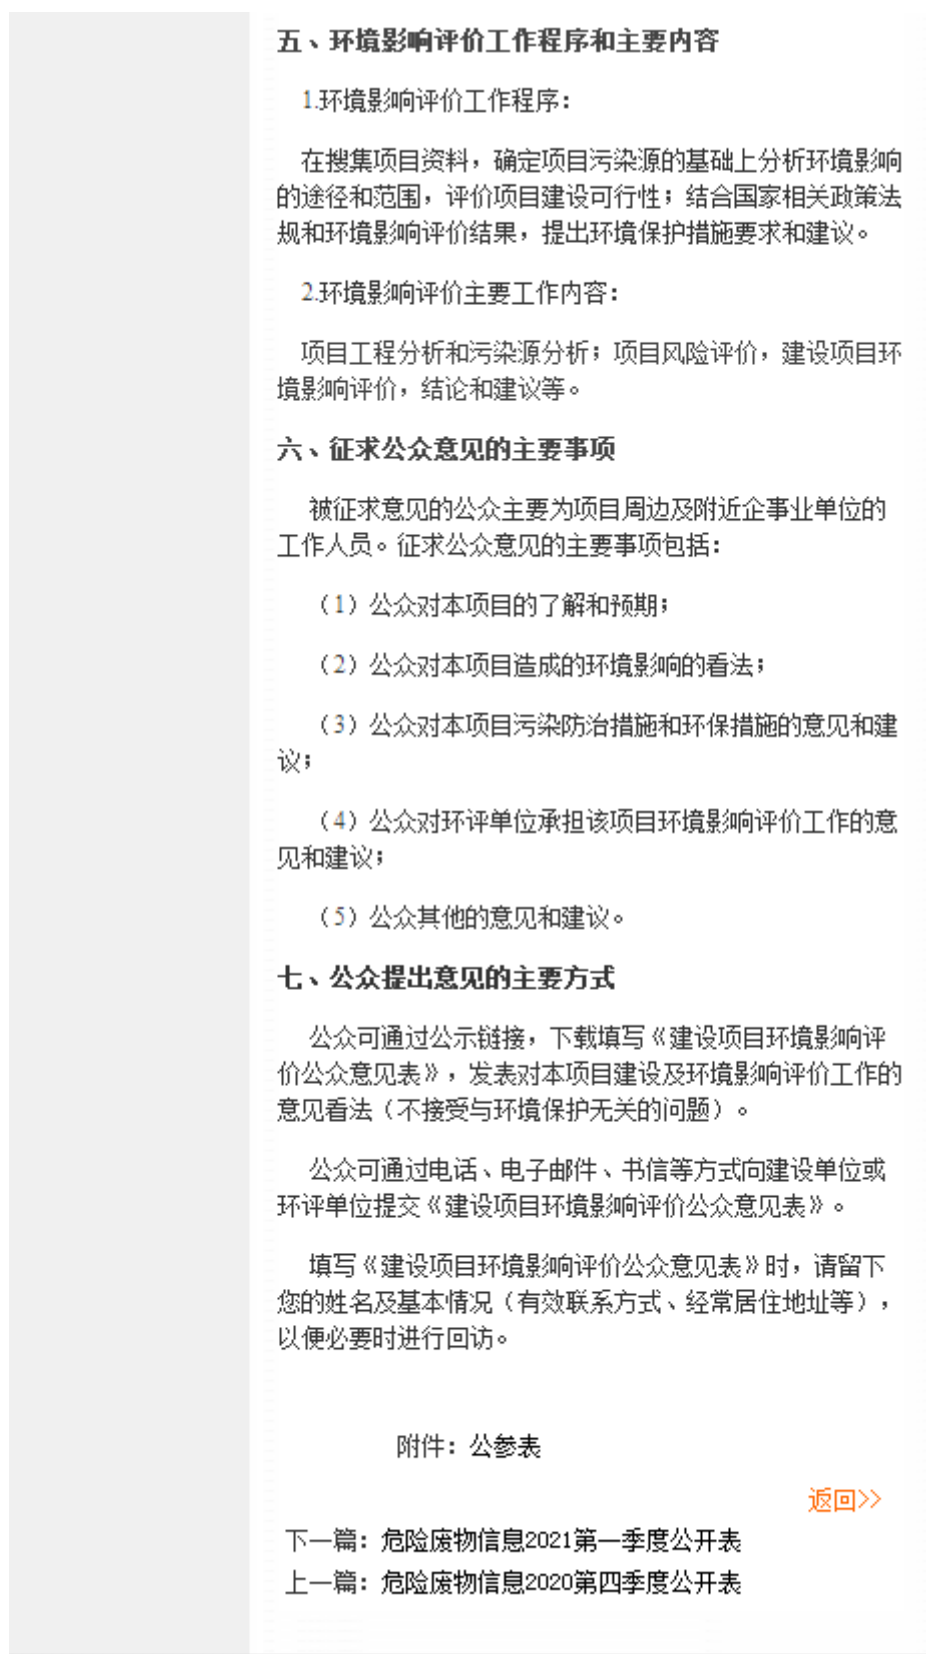 五、环境影响评价工作程序和主要内容
1.环境影响评价工作程序：
在搜集项目资料，确定项目污染源的基础上分析环境影响
的途径和范围，评价项目建设可行性；结合国家相关政策法
规和环境影响评价结果，提出环境保护措施要求和建议。
2.环境影响评价主要工作内容：
项目工程分析和污染源分析；项目风险评价，建设项目环
境影响评价，结论和建议等。
六、征求公众意见的主要事项
被征求意见的公众主要为项目周边及附近企事业单位的
工作人员。征求公众意见的主要事项包括：
（1）公众对本项目的了解和预期；
（2）公众对本项目造成的环境影响的看法；
（3）公众对本项目污染防治措施和环保措施的意见和建
议；
（4）公众对环评单位承担该项目环境影响评价工作的意
见和建议；
（5）公众其他的意见和建议。
七、公众提出意见的主要方式
公众可通过公示链接，下载填写《建设项目环境影响评
价公众意见表》，发表对本项目建设及环境影响评价工作的
意见看法（不接受与环境保护无关的问题）。
公众可通过电话、电子邮件、书信等方式向建设单位或
环评单位提交《建设项目环境影响评价公众意见表》。
填写《建设项目环境影响评价公众意见表》时，请留下
您的姓名及基本情况（有效联系方式、经常居住地址等），
以便必要时进行回访。
附件：公参表
返回>>
下一篇：危险废物信息2021第一季度公开表
上一篇：危险废物信息2020第四季度公开表